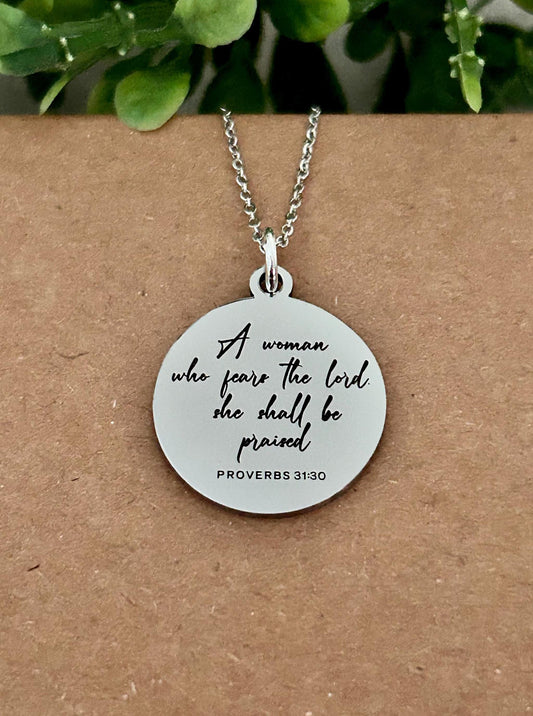 A woman
who fears the lord.
she shall be
praised
PROVERBS 31:30